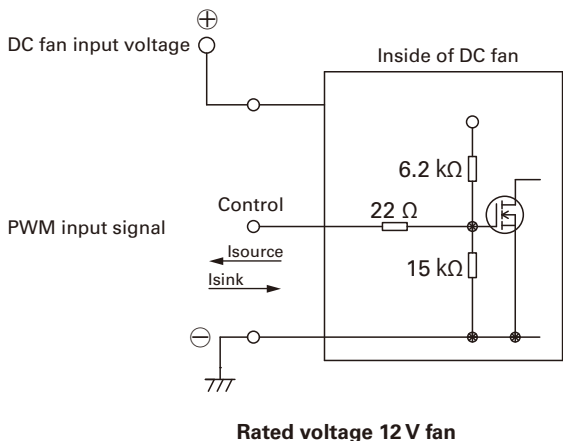 DC fan input voltage
Inside of DC fan
6.2 kΩ
Control
22 Ω
PWM input signal
Isource
Isink
15 kΩ
Rated voltage 12 V fan